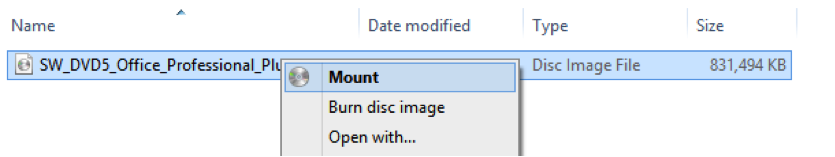 Name Date modified Type Size
SW_DVD5_Office_Professional_Plu Disc Image File 831,494 KB
Mount
Burn disc image
Open with...